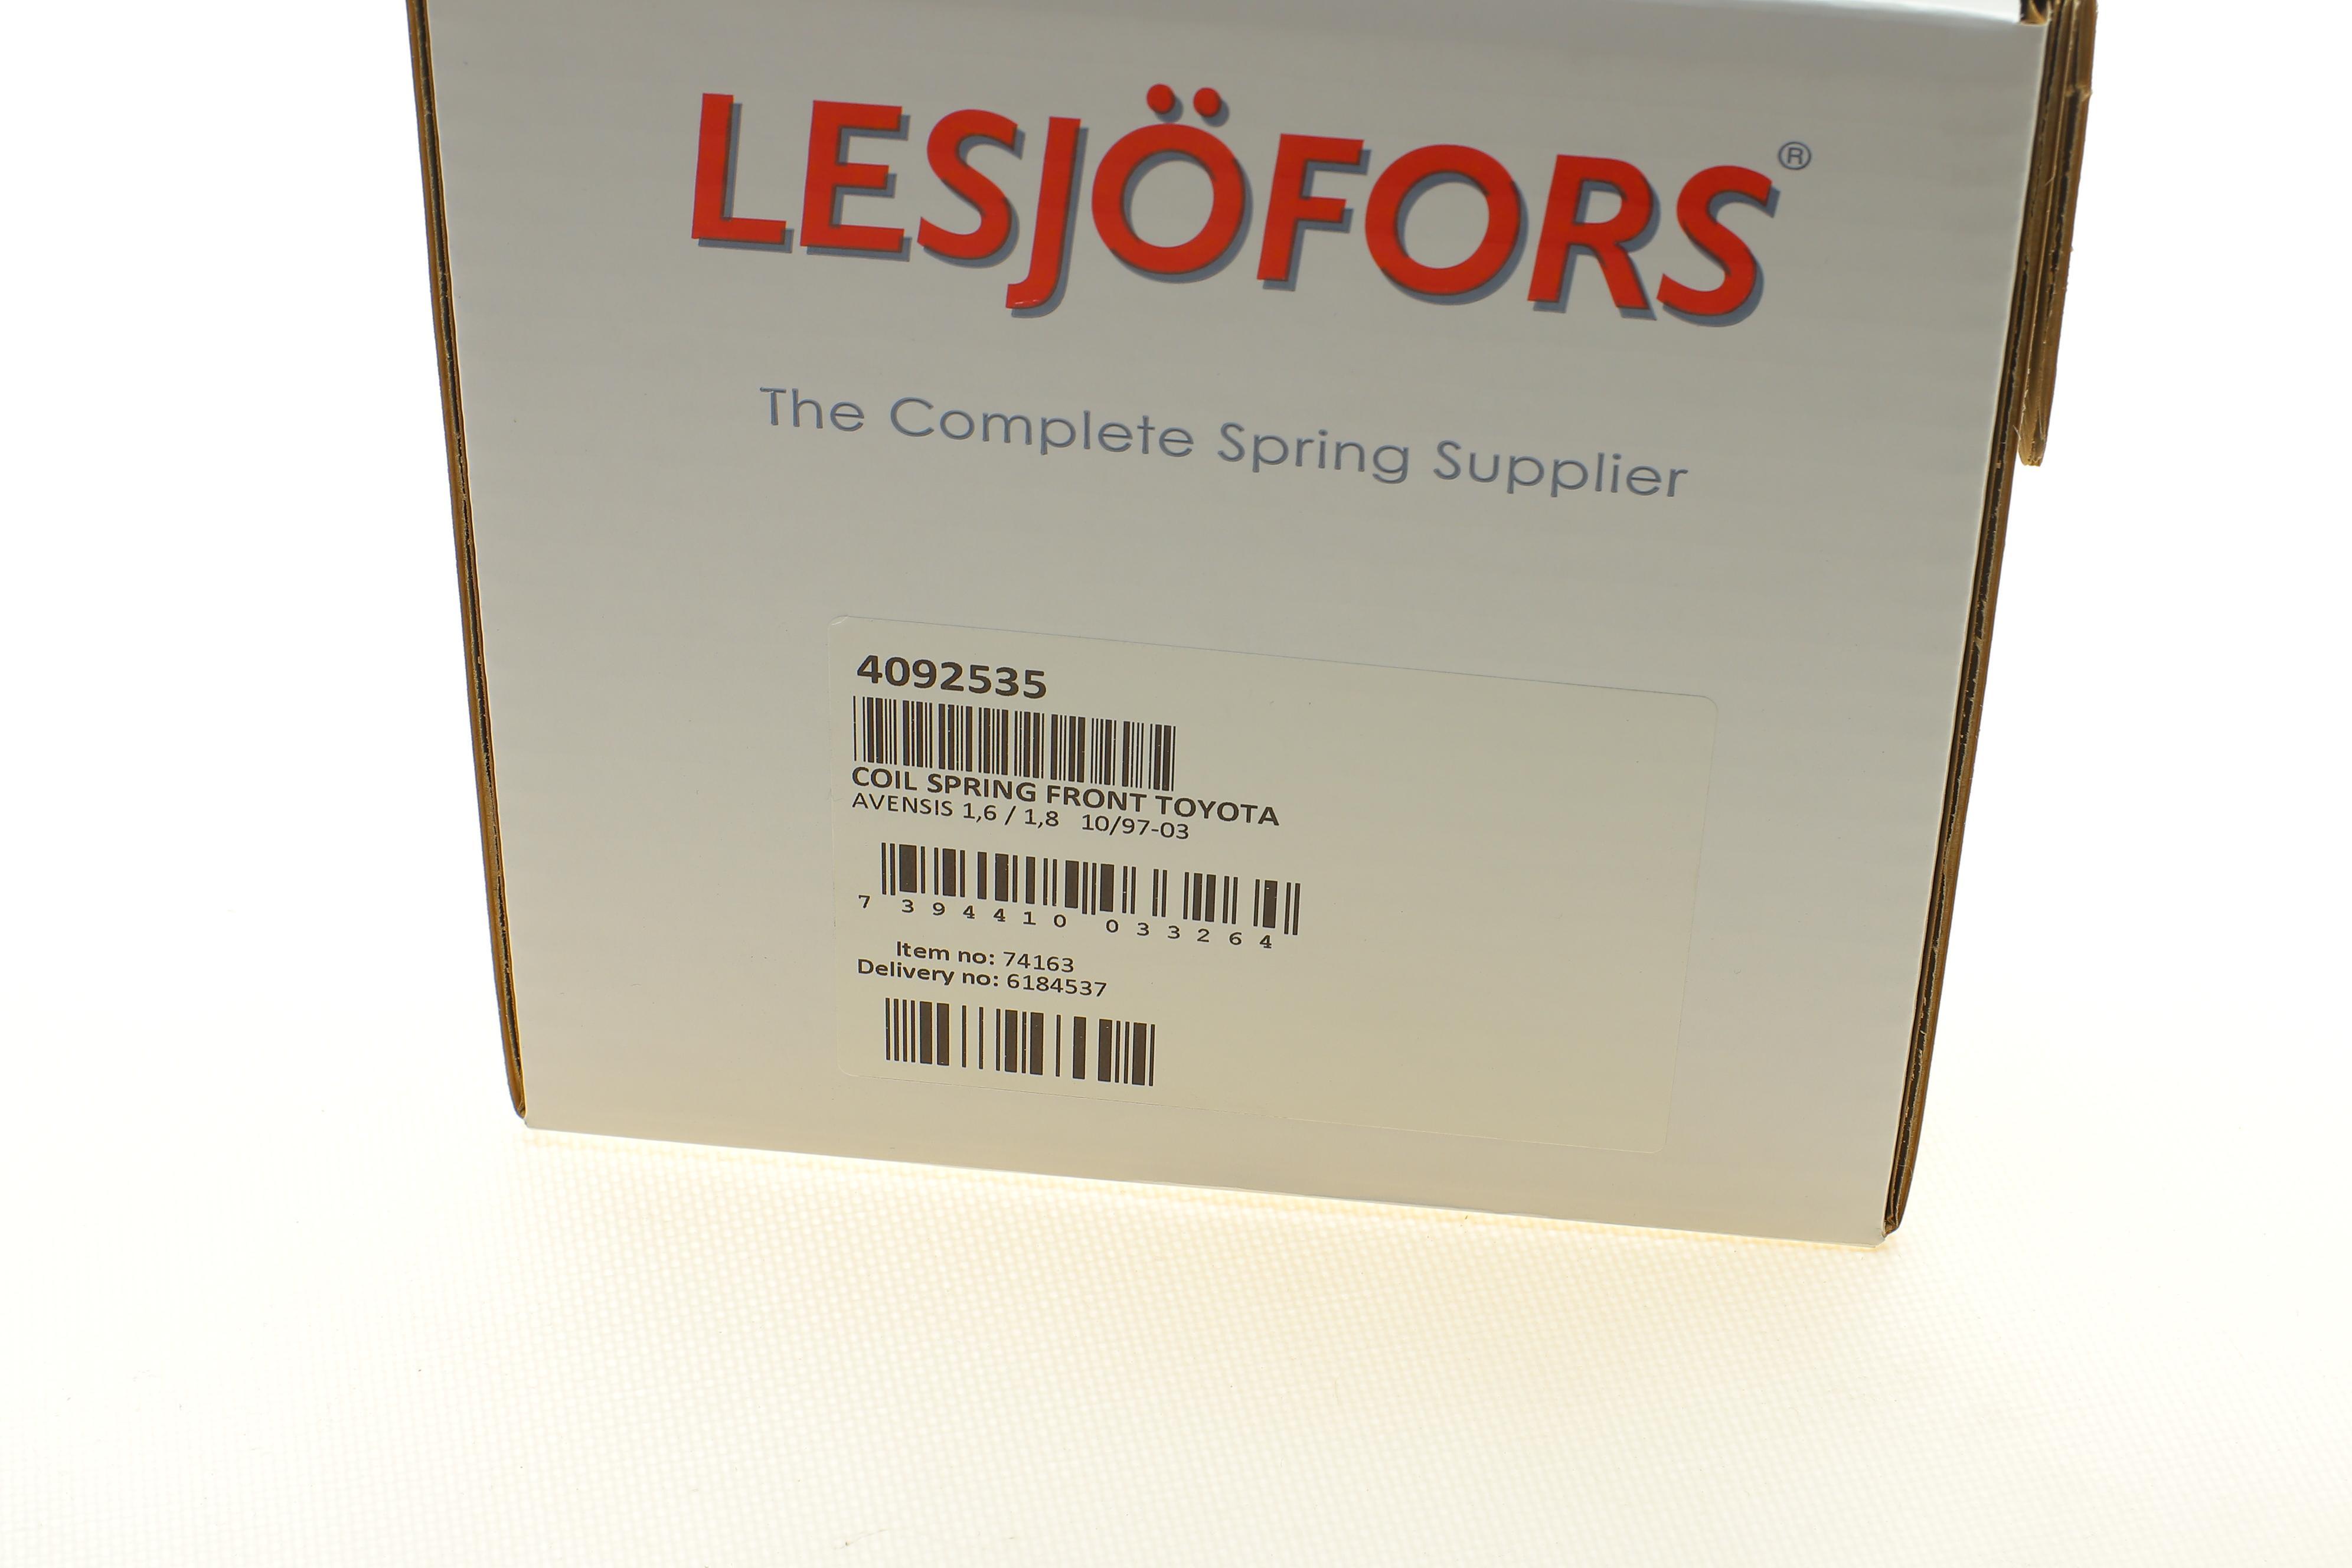 LESJÖFORS®
The Complete Spring Supplier
4092535
COIL SPRING FRONT TOYOTA
AVENSIS 1,6 / 1,8 10/97-03
7 394410 033264
Item no: 74163
Delivery no: 6184537